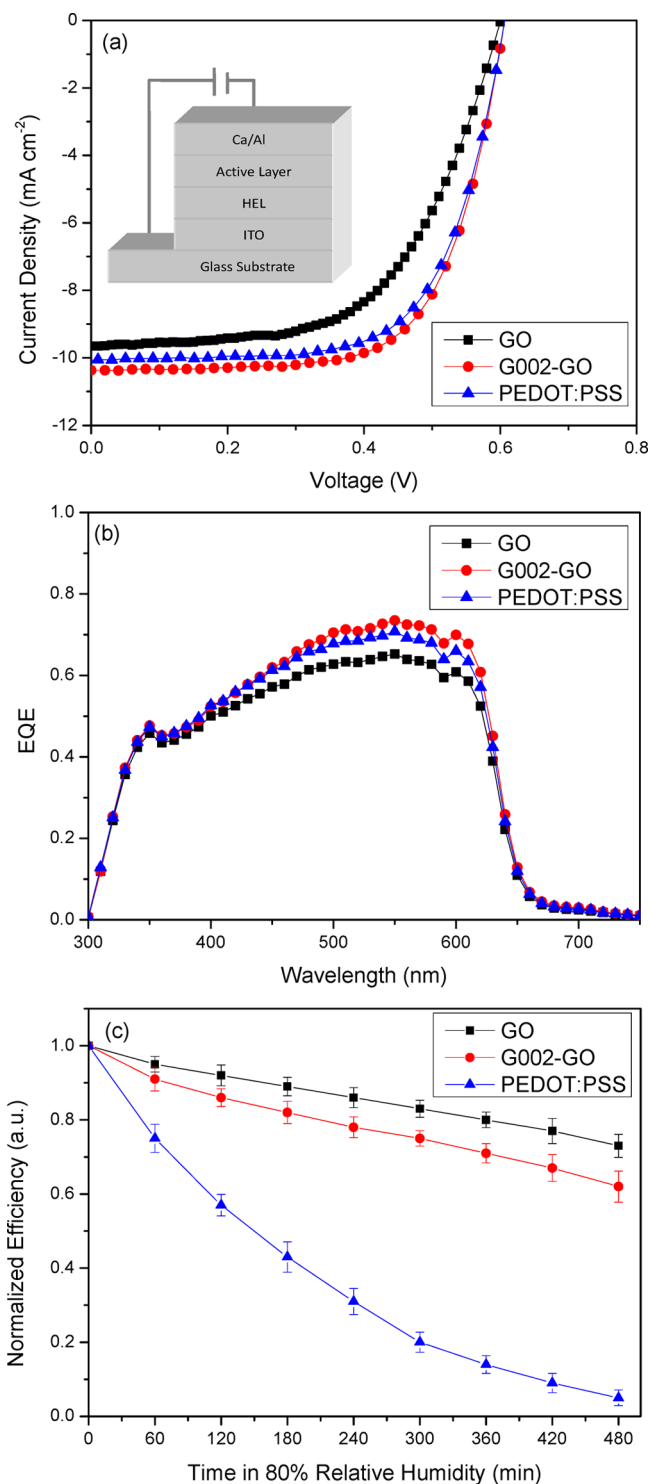 (a)
0
-2
-4
-6
-8
-10
-12
Current Density (mA cm⁻²)
Ca/Al
Active Layer
HEL
ITO
Glass Substrate
GO
G002-GO
PEDOT:PSS
0.0 0.2 0.4 0.6 0.8
Voltage (V)
(b)
1.0
0.8
0.6
0.4
0.2
0.0
EQE
GO
G002-GO
PEDOT:PSS
300 400 500 600 700
Wavelength (nm)
(c)
1.0
0.8
0.6
0.4
0.2
0.0
Normalized Efficiency (a.u.)
GO
G002-GO
PEDOT:PSS
0 60 120 180 240 300 360 420 480
Time in 80% Relative Humidity (min)